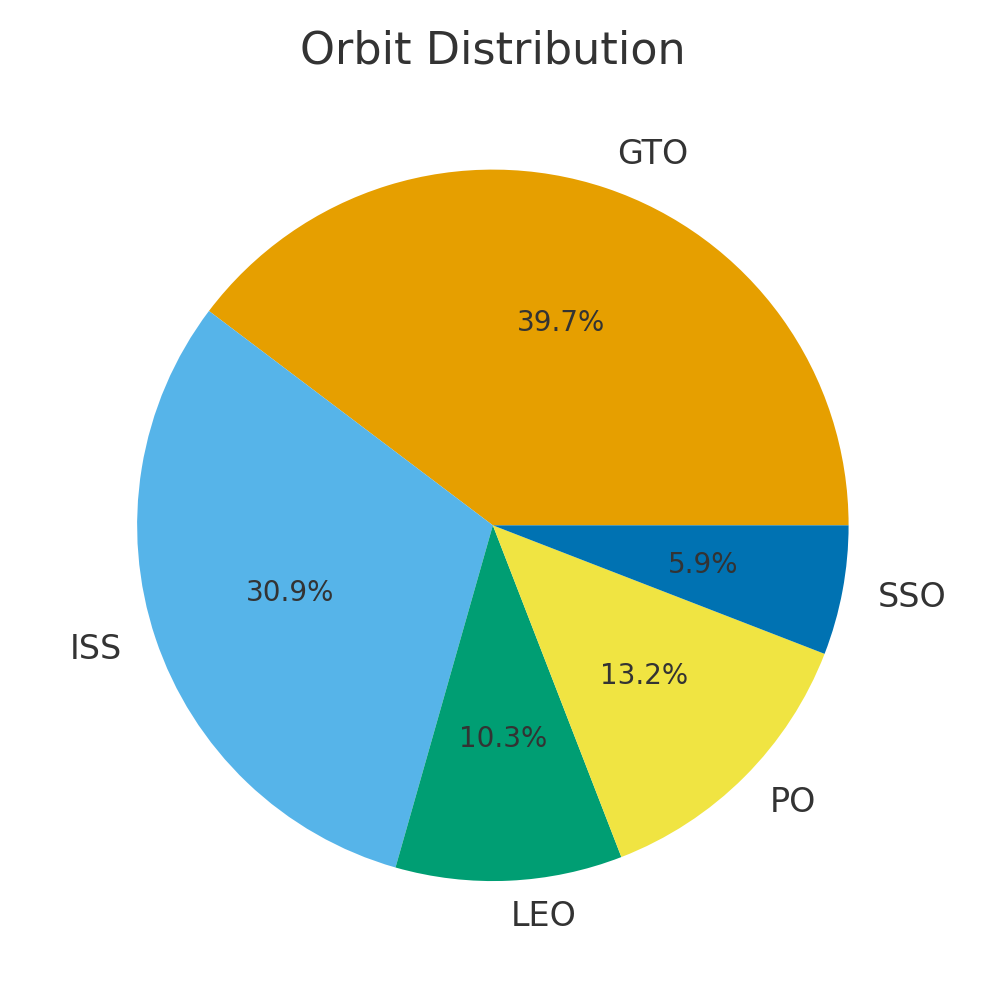 Orbit Distribution
GTO
39.7%
5.9%
30.9%
SSO
ISS
13.2%
10.3%
PO
LEO